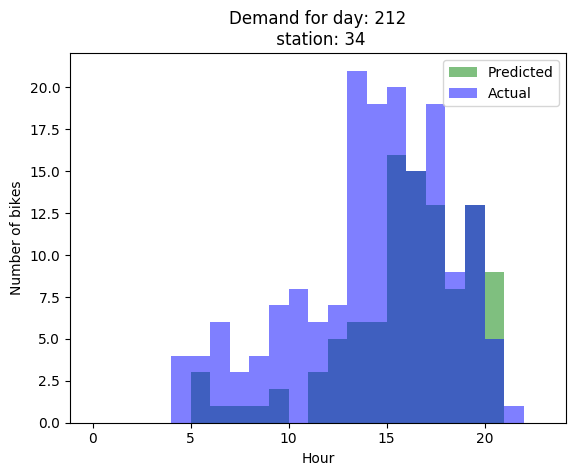 Demand for day: 212
station: 34
Predicted
Actual
20.0
17.5
15.0
12.5
10.0
7.5
5.0
2.5
0.0
Number of bikes
0 5 10 15 20
Hour